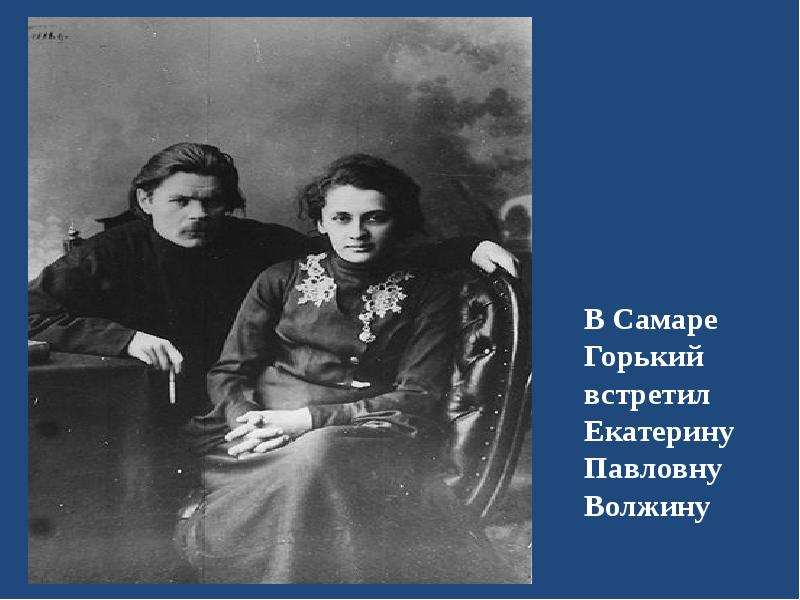 В Самаре
Горький
встретил
Екатерину
Павловну
Волжину